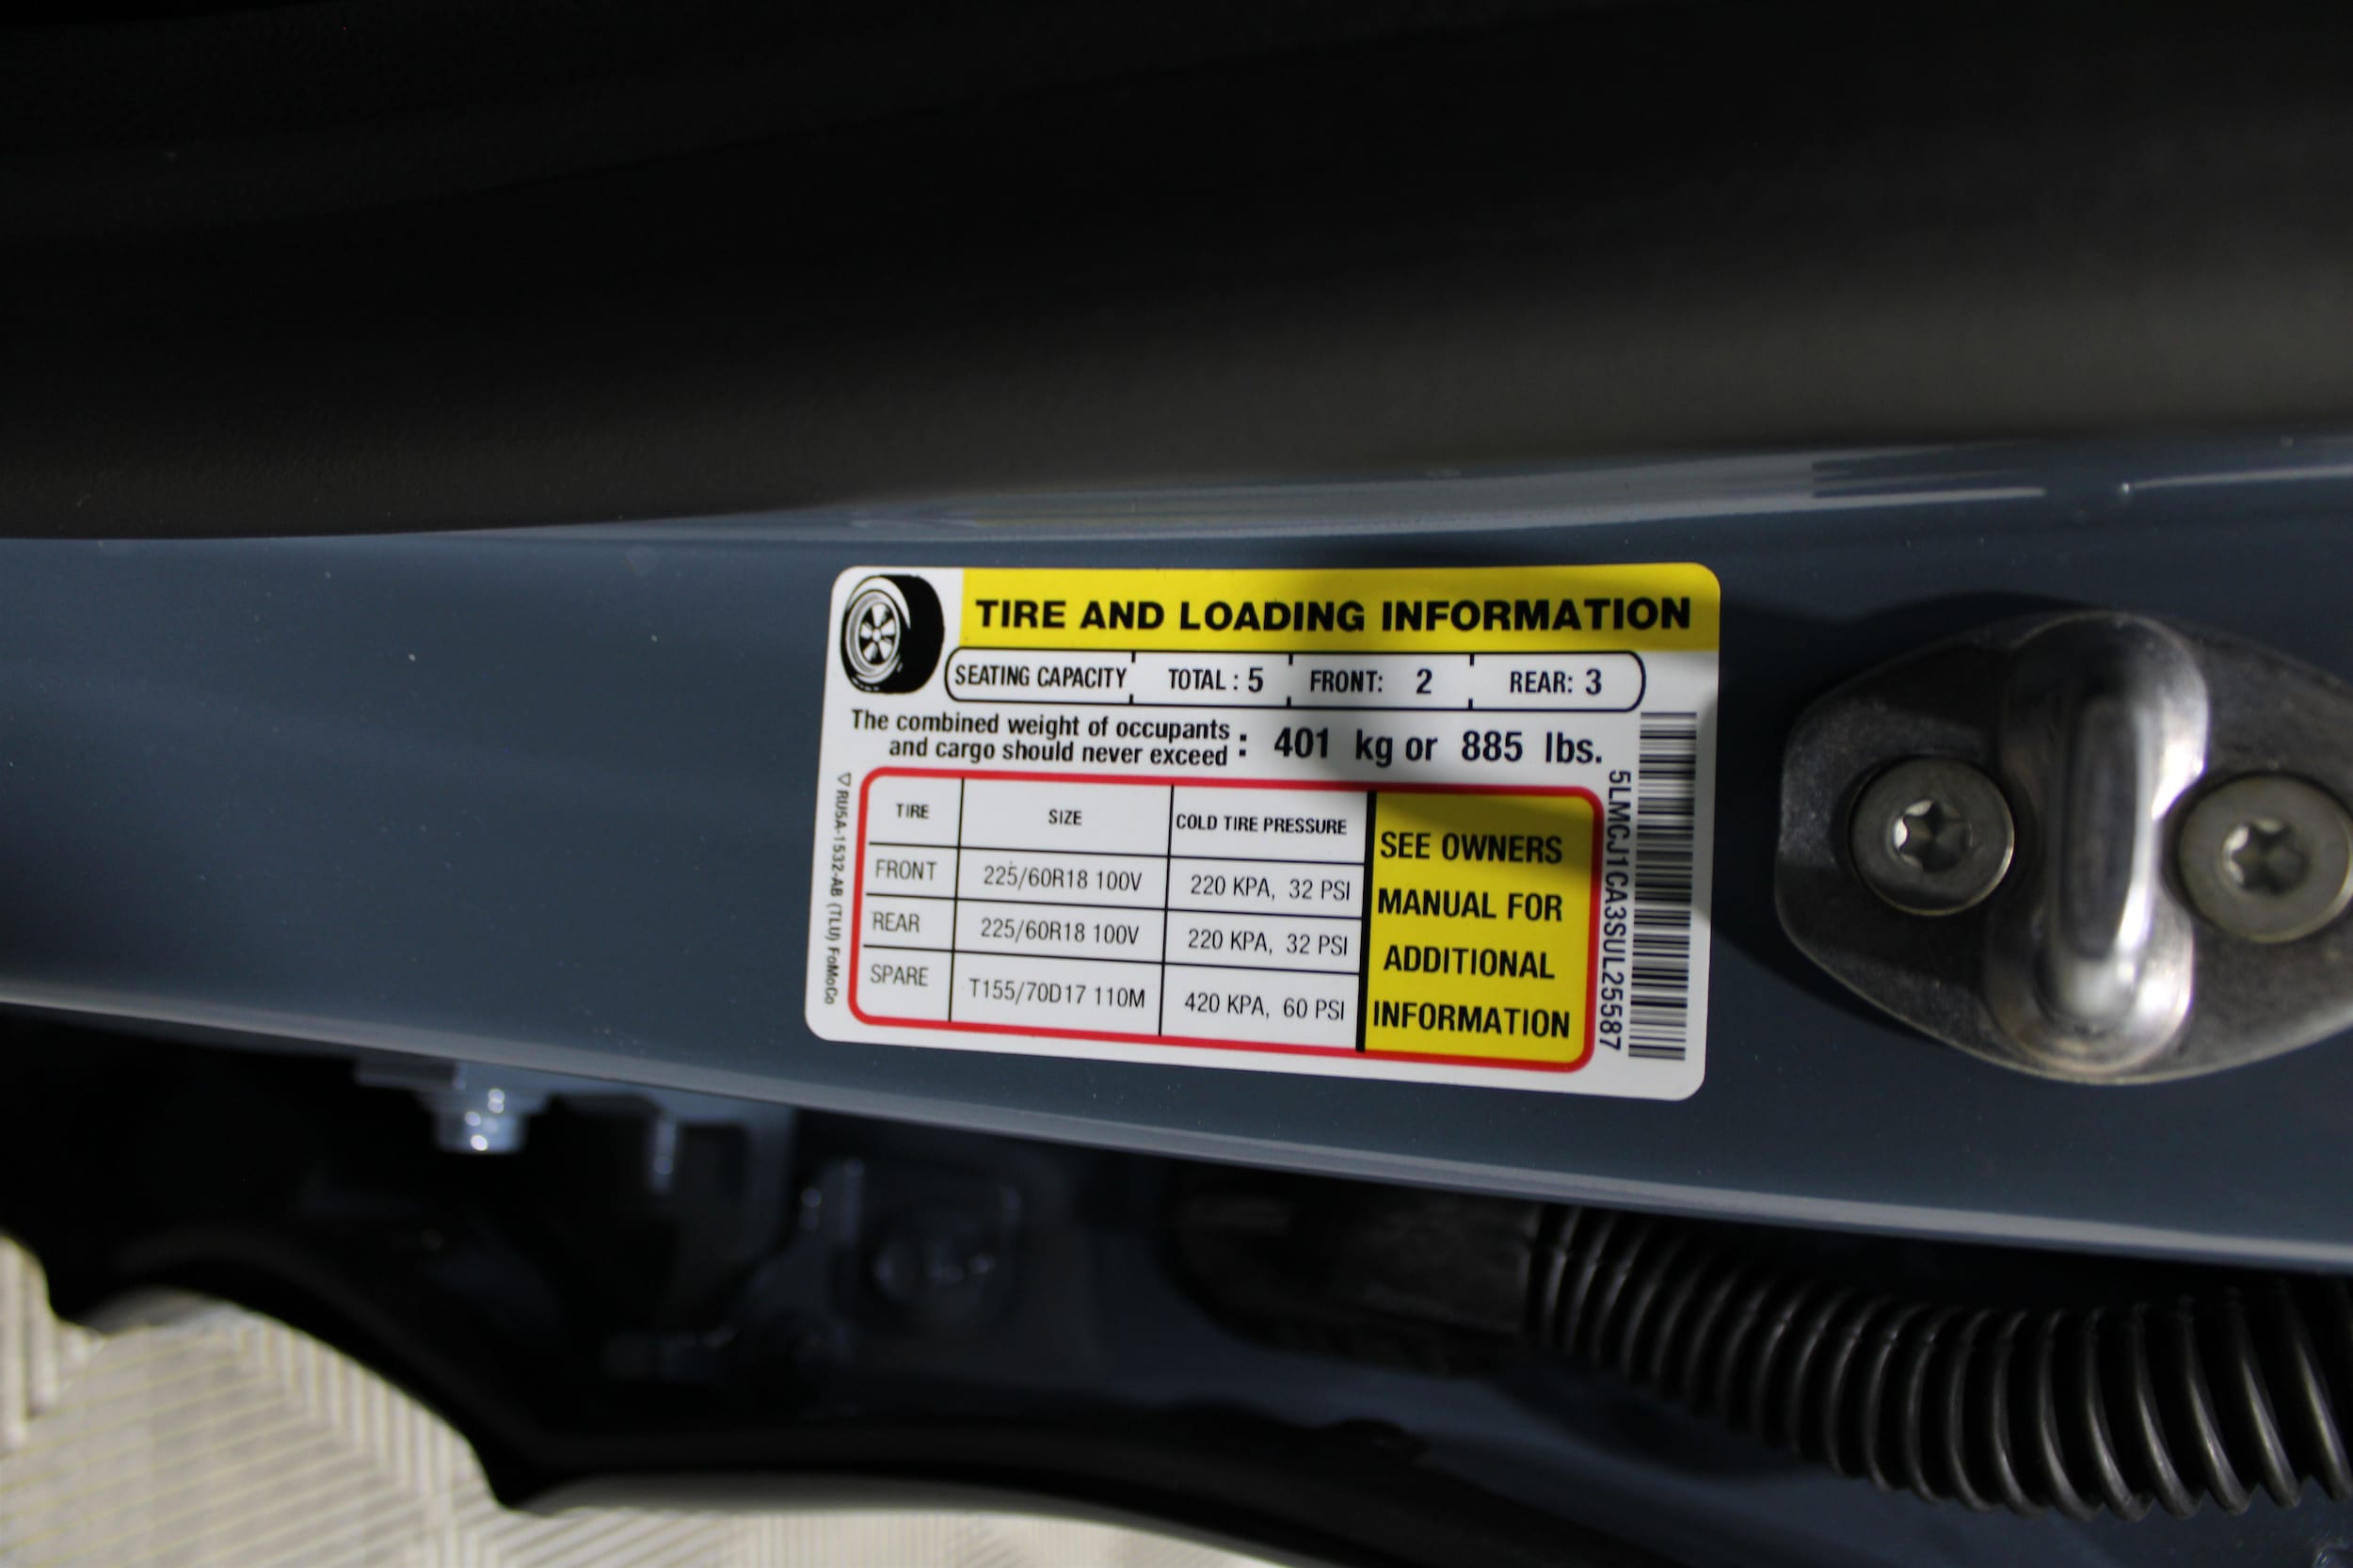 TIRE AND LOADING INFORMATION
SEATING CAPACITY TOTAL : 5 FRONT: 2 REAR: 3
The combined weight of occupants
and cargo should never exceed : 401 kg or 885 lbs.
TIRE SIZE COLD TIRE PRESSURE
FRONT 225/60R18 100V 220 KPA, 32 PSI
REAR 225/60R18 100V 220 KPA, 32 PSI
SPARE T155/70D17 110M 420 KPA, 60 PSI
SEE OWNERS
MANUAL FOR
ADDITIONAL
INFORMATION
5LMCJ1CA3SUL25587
RU5A-1532-AB (TLU) FoMoCo